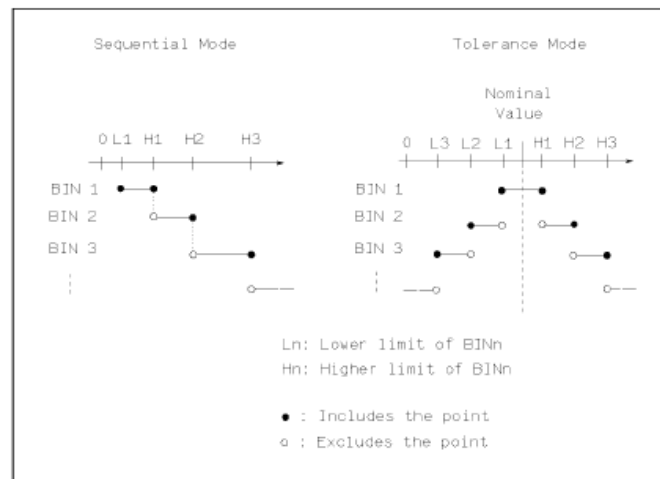 Sequential Mode
Tolerance Mode
Nominal
Value
0 L1 H1 H2 H3
0 L3 L2 L1 H1 H2 H3
BIN 1
BIN 2
BIN 3
BIN 1
BIN 2
BIN 3
Ln: Lower limit of BINn
Hn: Higher limit of BINn
● : Includes the point
○ : Excludes the point